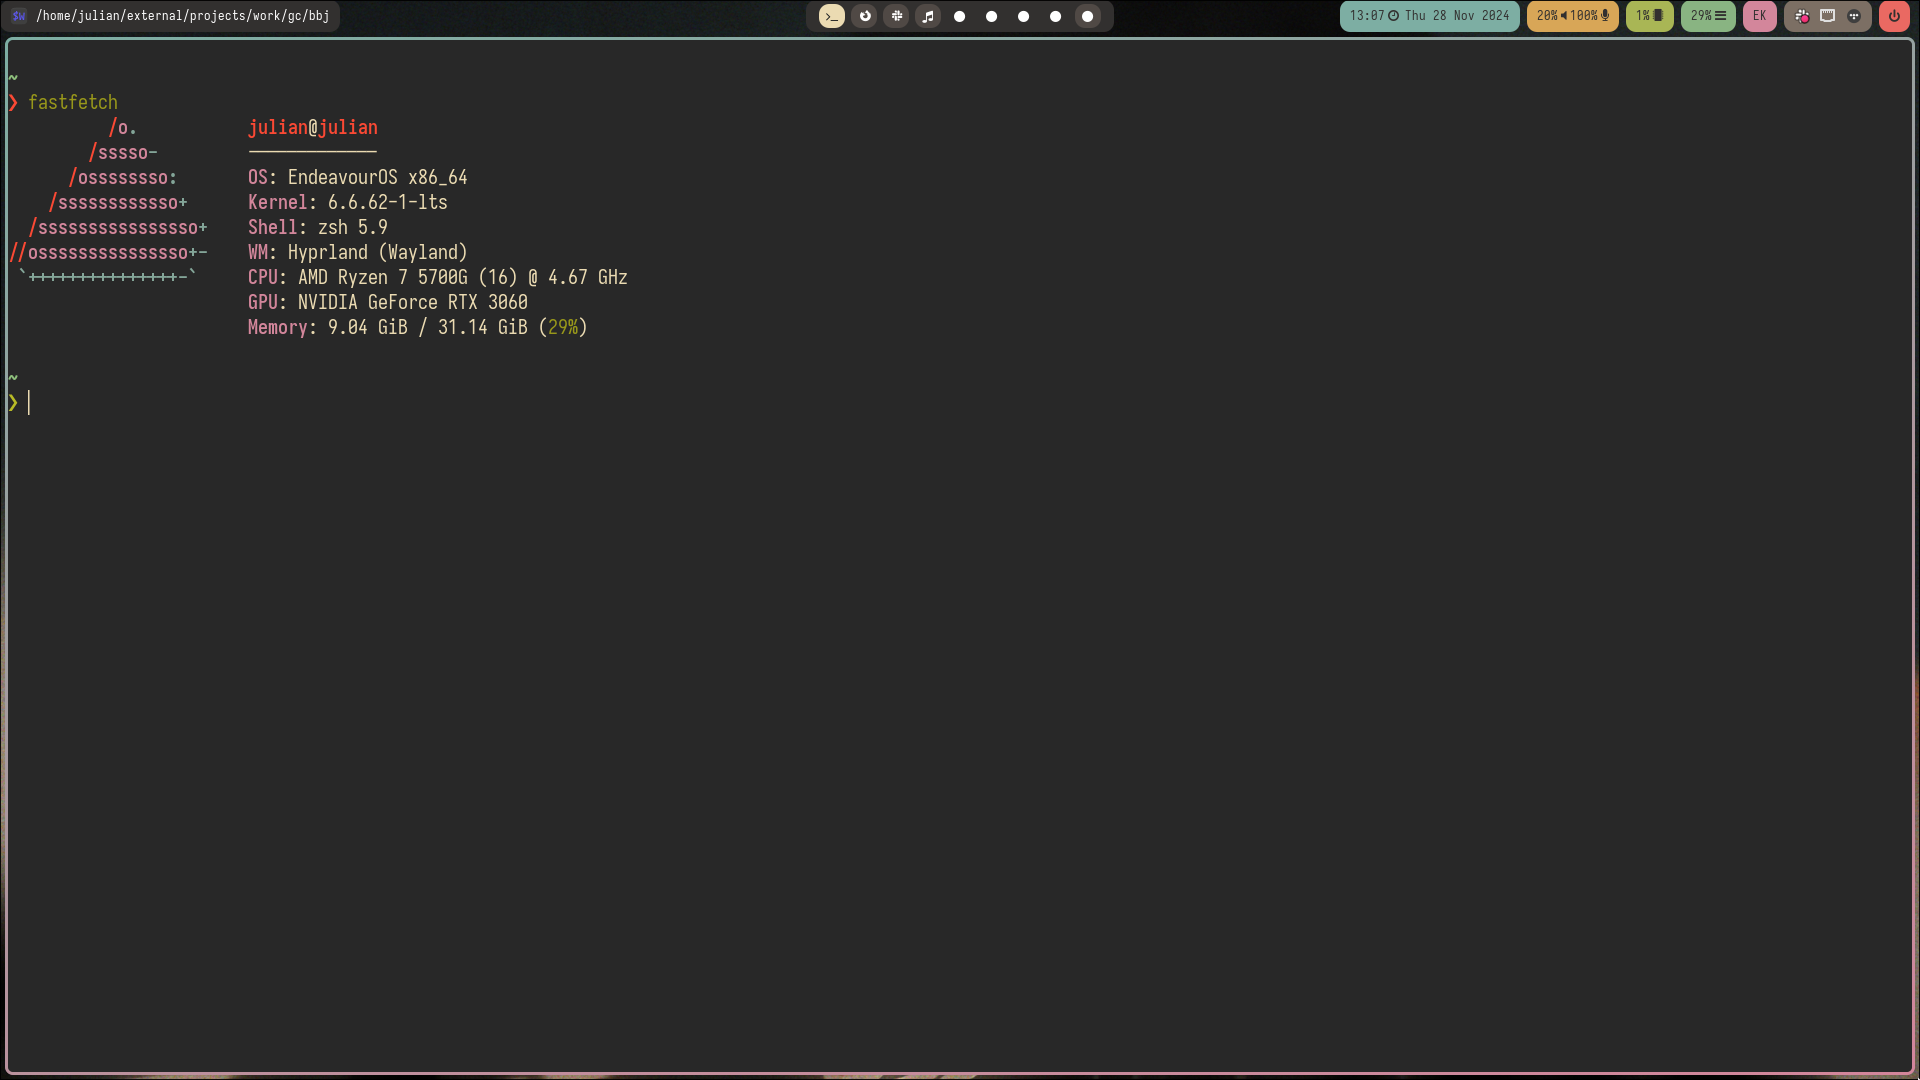 $W /home/julian/external/projects/work/gc/bbj
>_
13:07 Thu 28 Nov 2024
20% 100%
1%
29%
EK
~
❯ fastfetch
/o.
/sssso-
/ossssssso:
/ssssssssssso+
/ssssssssssssssso+
//osssssssssssssso+-
`+++++++++++++++-`
julian@julian
-------------
OS: EndeavourOS x86_64
Kernel: 6.6.62-1-lts
Shell: zsh 5.9
WM: Hyprland (Wayland)
CPU: AMD Ryzen 7 5700G (16) @ 4.67 GHz
GPU: NVIDIA GeForce RTX 3060
Memory: 9.04 GiB / 31.14 GiB (29%)
~
❯